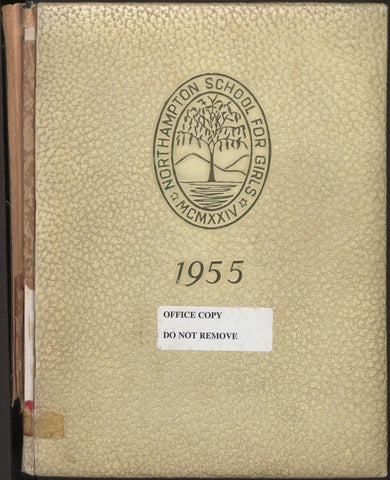 NORTHAMPTON SCHOOL FOR GIRLS
MCMXXIV
1955
OFFICE COPY
DO NOT REMOVE